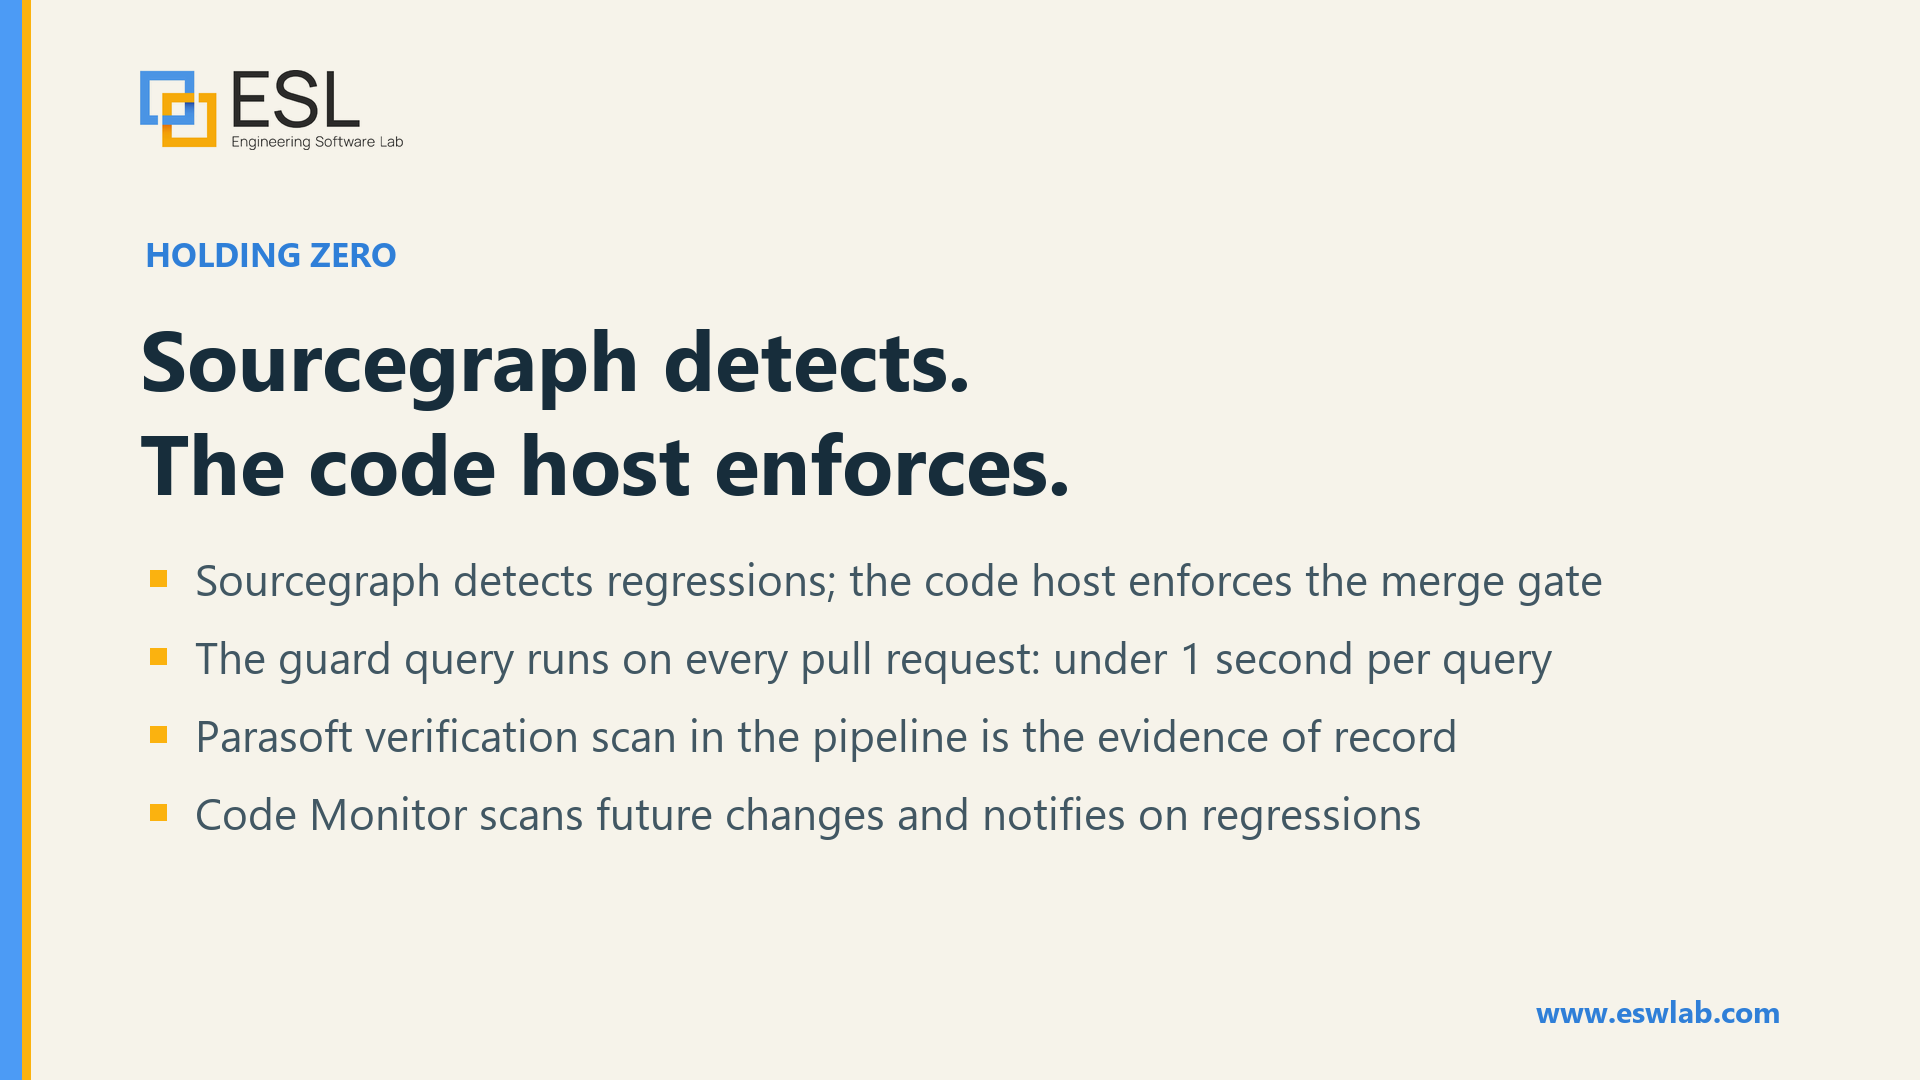 ESL
Engineering Software Lab
HOLDING ZERO
Sourcegraph detects.
The code host enforces.
Sourcegraph detects regressions; the code host enforces the merge gate
The guard query runs on every pull request: under 1 second per query
Parasoft verification scan in the pipeline is the evidence of record
Code Monitor scans future changes and notifies on regressions
www.eswlab.com